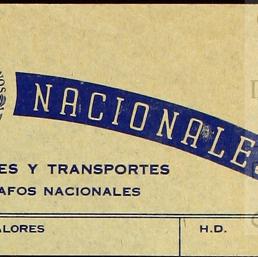 NACIONALE
ES Y TRANSPORTES
AFOS NACIONALES
ALORES H.D.